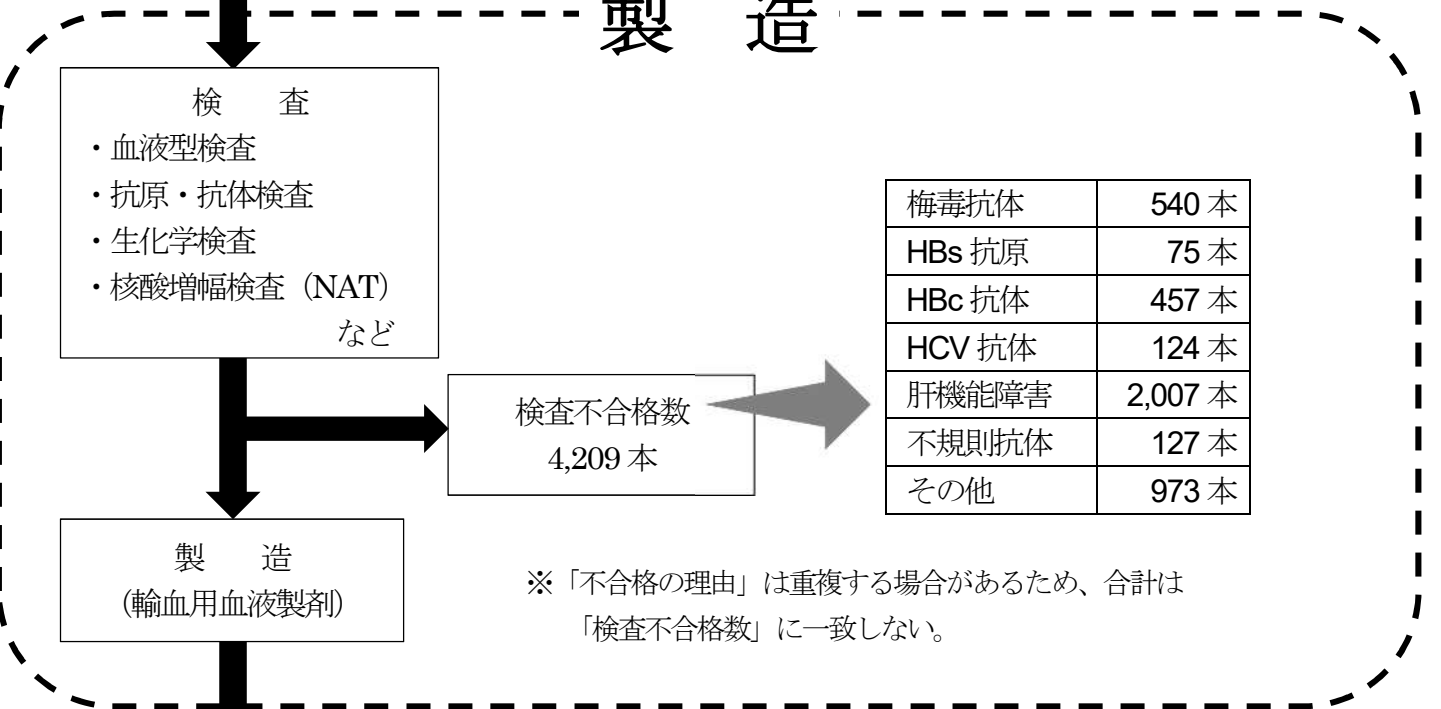 製　造
検　査
・血液型検査
・抗原・抗体検査
・生化学検査
・核酸増幅検査（NAT）
など
検査不合格数
4,209 本
梅毒抗体 540 本
HBs 抗原 75 本
HBc 抗体 457 本
HCV 抗体 124 本
肝機能障害 2,007 本
不規則抗体 127 本
その他 973 本
製　造
(輸血用血液製剤)
※「不合格の理由」は重複する場合があるため、合計は
「検査不合格数」に一致しない。